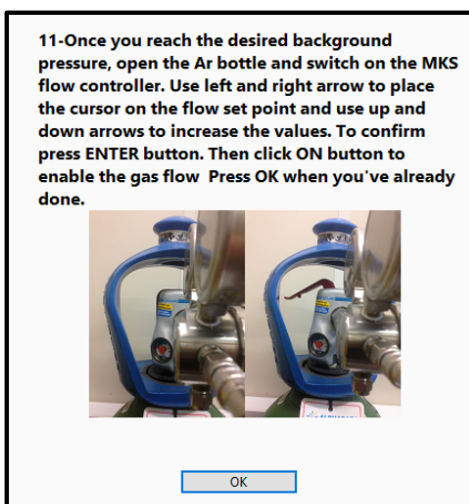 11-Once you reach the desired background
pressure, open the Ar bottle and switch on the MKS
flow controller. Use left and right arrow to place
the cursor on the flow set point and use up and
down arrows to increase the values. To confirm
press ENTER button. Then click ON button to
enable the gas flow  Press OK when you've already
done.
OK